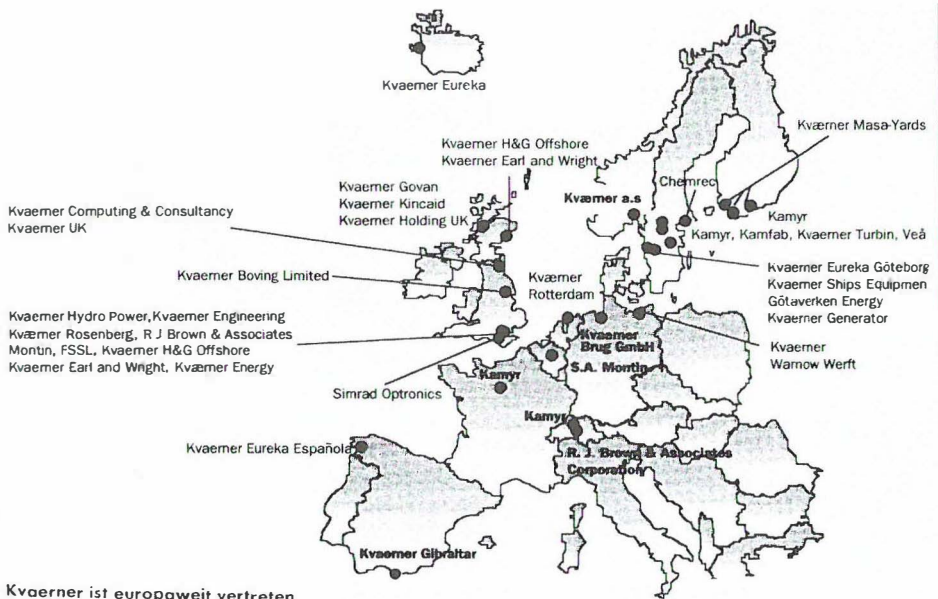 Kvaerner Eureka
Kværner Masa-Yards
Kvaerner H&G Offshore
Kvaerner Earl and Wright
Chemrec
Kvaerner Govan
Kvaerner Kincaid
Kvaerner Holding UK
Kværner a.s
Kamyr
Kvaerner Computing & Consultancy
Kvaerner UK
Kamyr, Kamfab, Kvaerner Turbin, Veå
Kvaerner Boving Limited
Kværner
Rotterdam
Kvaerner Eureka Göteborg
Kvaerner Ships Equipmen
Götaverken Energy
Kvaerner Generator
Kvaerner Hydro Power, Kvaerner Engineering
Kværner Rosenberg, R J Brown & Associates
Montin, FSSL, Kvaerner H&G Offshore
Kvaerner Earl and Wright, Kværner Energy
Kvaerner
Brug GmbH
S.A. Montin
Kvaerner
Warnow Werft
Simrad Optronics
Kamyr
Kamyr
Kvaerner Eureka Española
R. J. Brown & Associates
Corporation
Kvaerner Gibraltar
Kvaerner ist europaweit vertreten